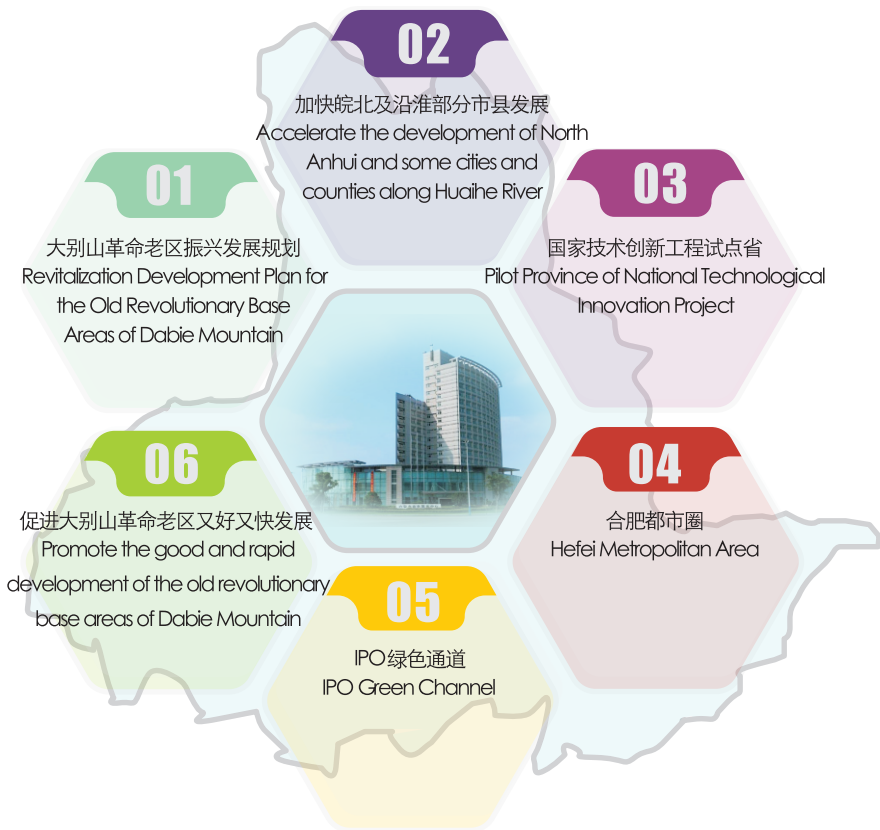 01
大别山革命老区振兴发展规划
Revitalization Development Plan for
the Old Revolutionary Base
Areas of Dabie Mountain
02
加快皖北及沿淮部分市县发展
Accelerate the development of North
Anhui and some cities and
counties along Huaihe River
03
国家技术创新工程试点省
Pilot Province of National Technological
Innovation Project
04
合肥都市圈
Hefei Metropolitan Area
05
IPO绿色通道
IPO Green Channel
06
促进大别山革命老区又好又快发展
Promote the good and rapid
development of the old revolutionary
base areas of Dabie Mountain